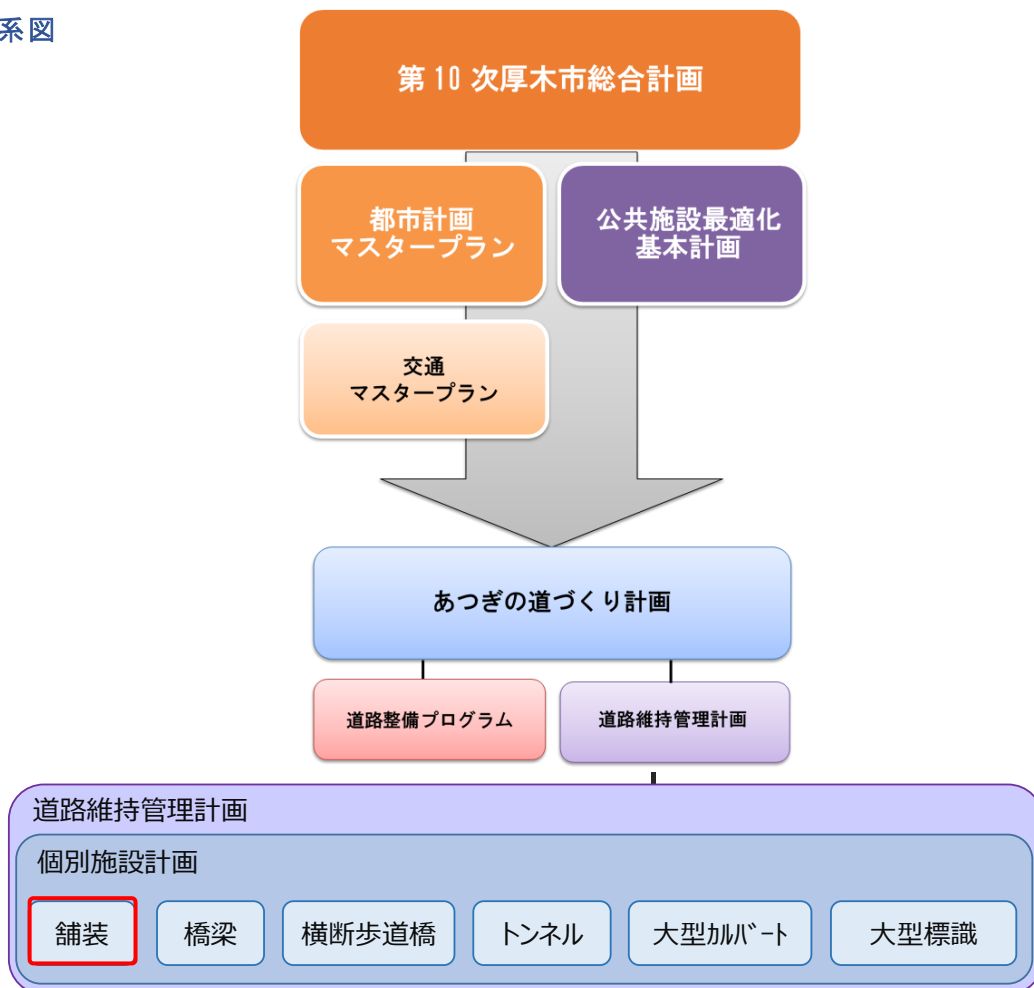 系図
第10次厚木市総合計画
都市計画
マスタープラン
公共施設最適化
基本計画
交通
マスタープラン
あつぎの道づくり計画
道路整備プログラム
道路維持管理計画
道路維持管理計画
個別施設計画
舗装
橋梁
横断歩道橋
トンネル
大型ｶﾙﾊﾞｰﾄ
大型標識